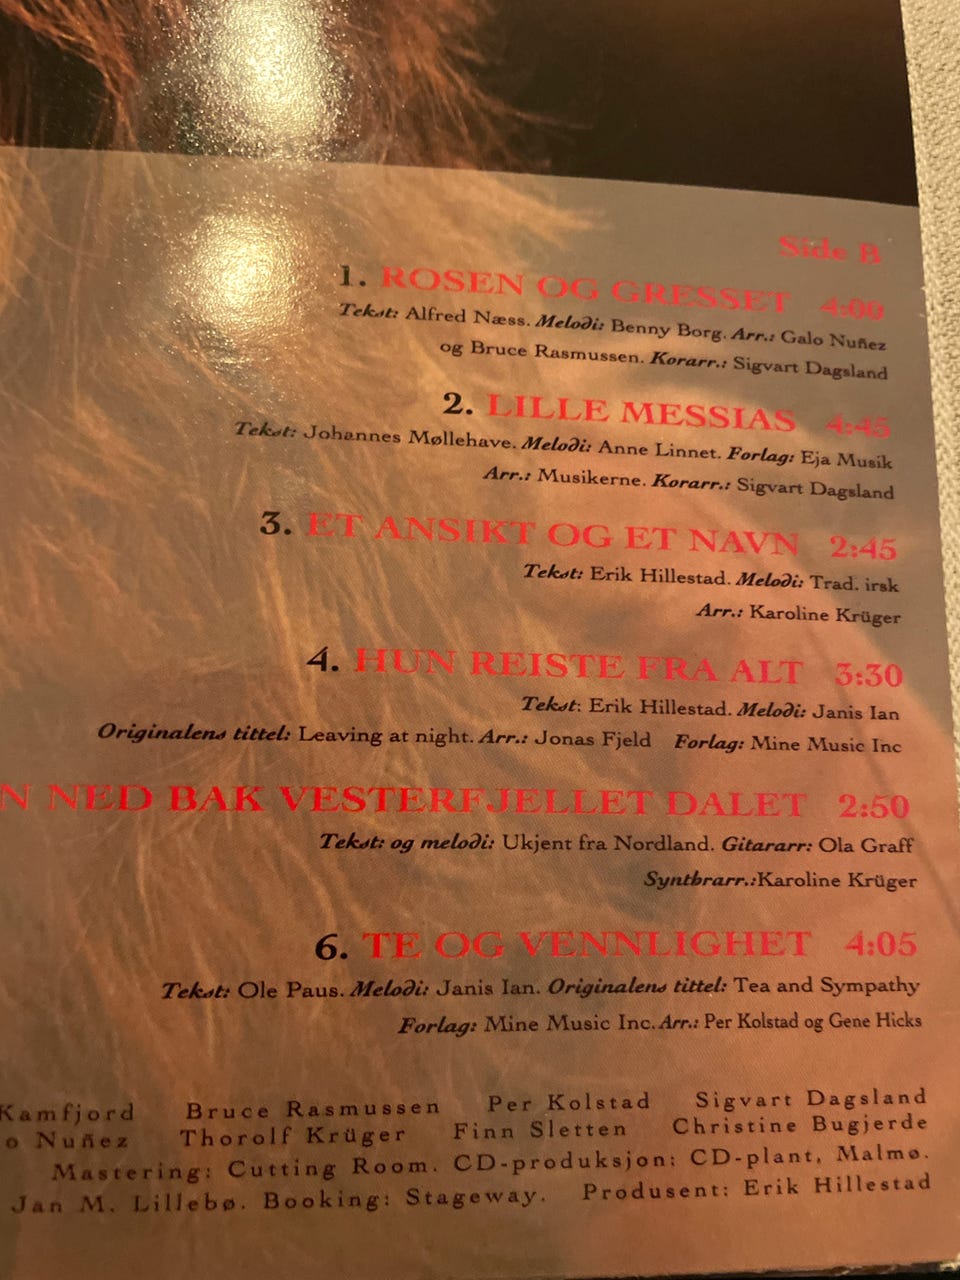 Side B
1. ROSEN OG GRESSET 4:00
Tekst: Alfred Næss. Melodi: Benny Borg. Arr.: Galo Nuñez
og Bruce Rasmussen. Korarr.: Sigvart Dagsland
2. LILLE MESSIAS 4:45
Tekst: Johannes Møllehave. Melodi: Anne Linnet. Forlag: Eja Musik
Arr.: Musikerne. Korarr.: Sigvart Dagsland
3. ET ANSIKT OG ET NAVN 2:45
Tekst: Erik Hillestad. Melodi: Trad. irsk
Arr.: Karoline Krüger
4. HUN REISTE FRA ALT 3:30
Tekst: Erik Hillestad. Melodi: Janis Ian
Originalens tittel: Leaving at night. Arr.: Jonas Fjeld Forlag: Mine Music Inc
N NED BAK VESTERFJELLET DALET 2:50
Tekst: og melodi: Ukjent fra Nordland. Gitararr: Ola Graff
Synthrarr.:Karoline Krüger
6. TE OG VENNLIGHET 4:05
Tekst: Ole Paus. Melodi: Janis Ian. Originalens tittel: Tea and Sympathy
Forlag: Mine Music Inc. Arr.: Per Kolstad og Gene Hicks
Kamfjord Bruce Rasmussen Per Kolstad Sigvart Dagsland
o Nuñez Thorolf Krüger Finn Sletten Christine Bugjerde
Mastering: Cutting Room. CD-produksjon: CD-plant, Malmø.
Jan M. Lillebø. Booking: Stageway. Produsent: Erik Hillestad